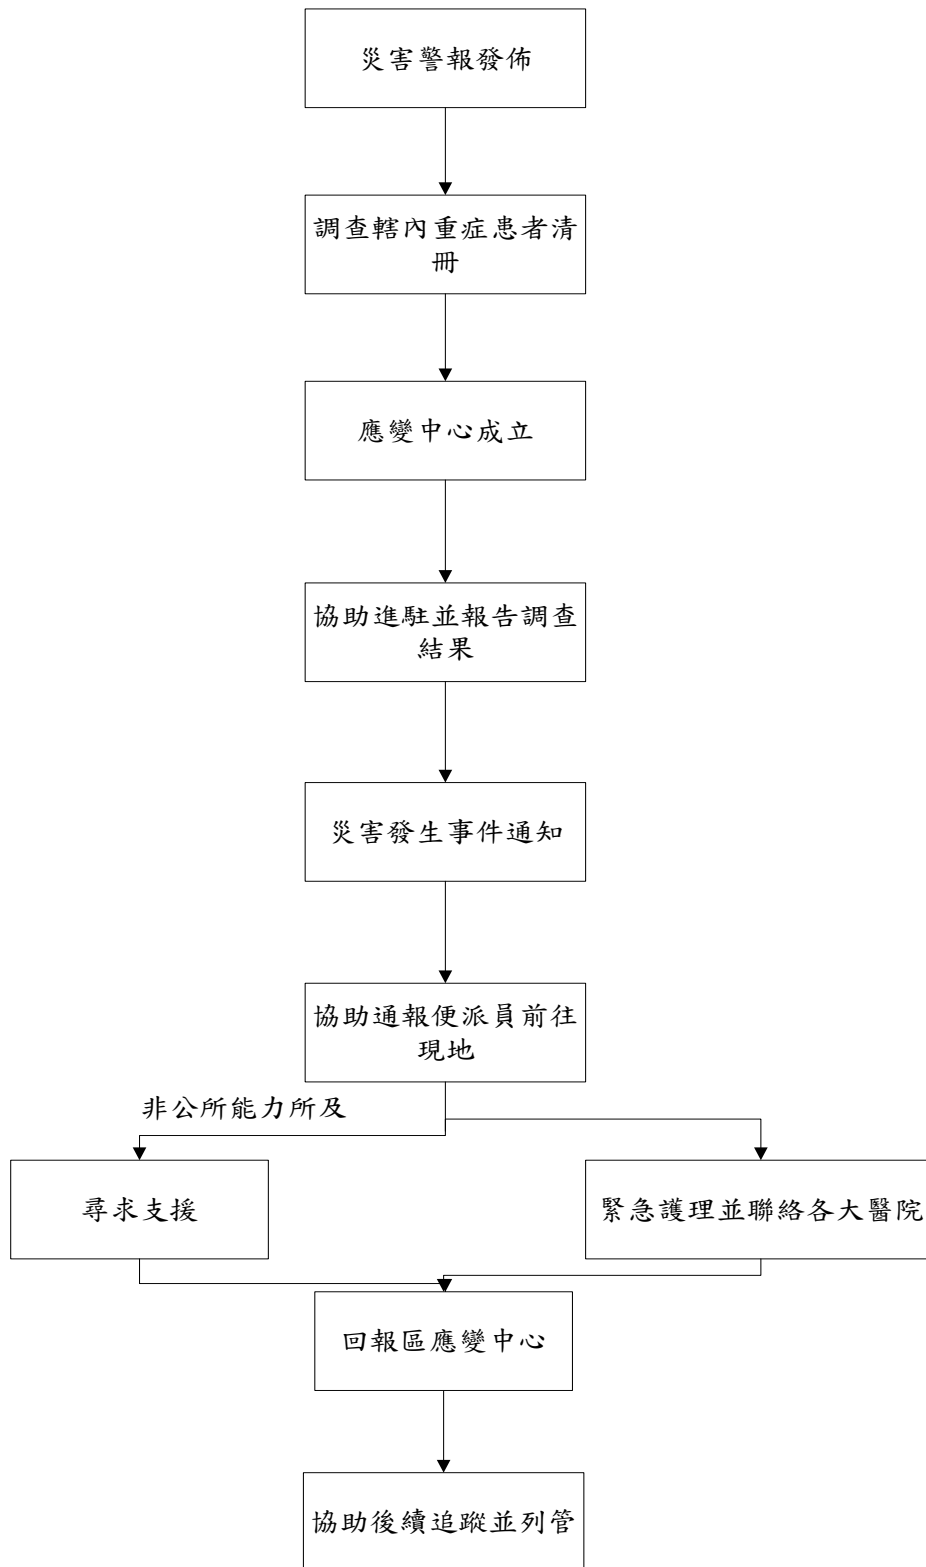 災害警報發佈
調查轄內重症患者清
冊
應變中心成立
協助進駐並報告調查
結果
災害發生事件通知
協助通報便派員前往
現地
非公所能力所及
尋求支援
緊急護理並聯絡各大醫院
回報區應變中心
協助後續追蹤並列管